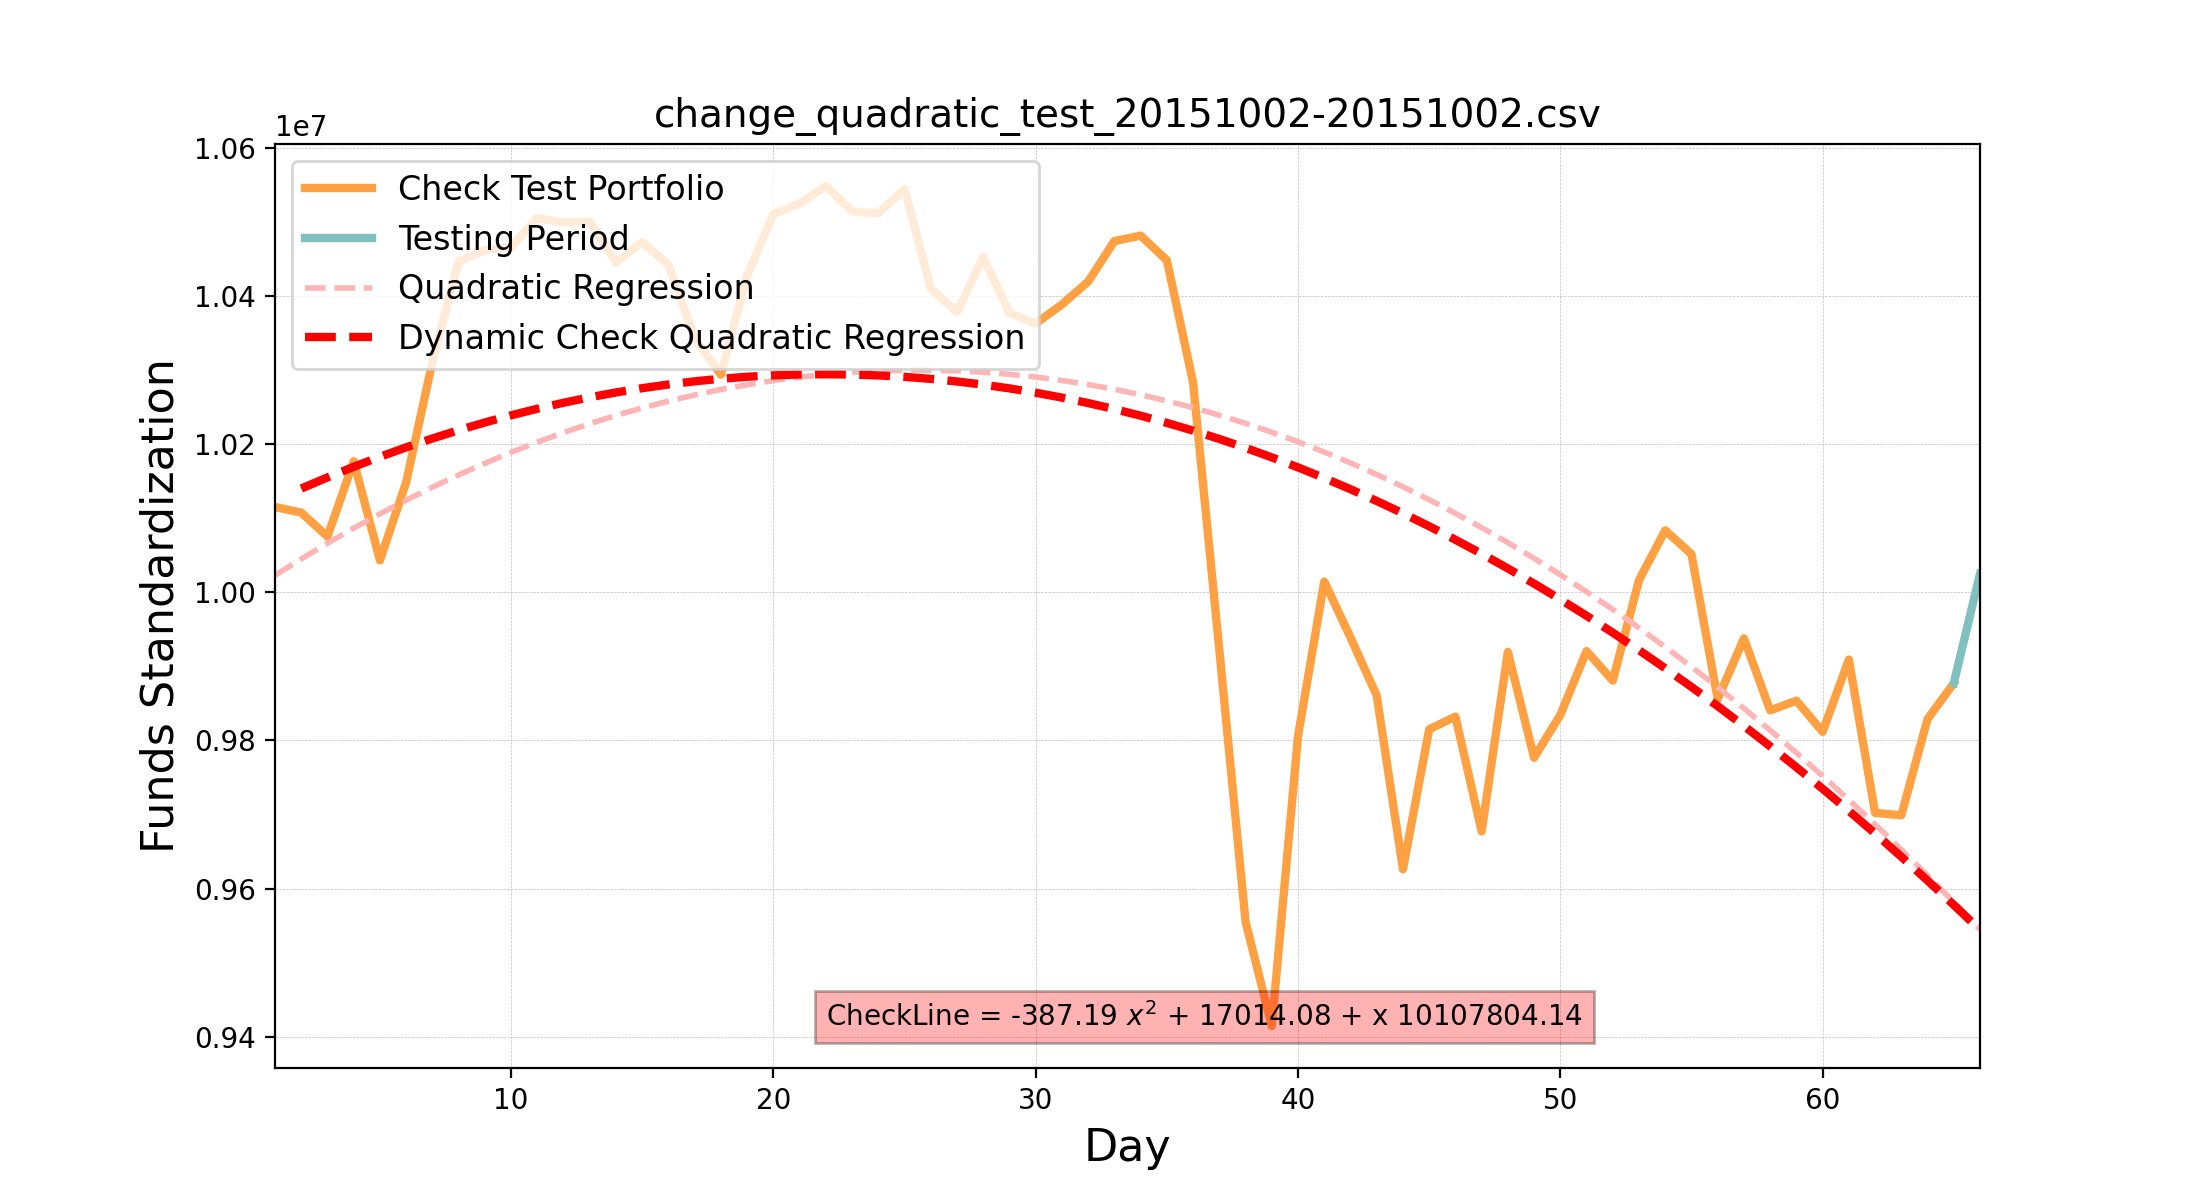 change_quadratic_test_20151002-20151002.csv
1e7
1.06
1.04
1.02
1.00
0.98
0.96
0.94
Funds Standardization
Check Test Portfolio
Testing Period
Quadratic Regression
Dynamic Check Quadratic Regression
CheckLine = -387.19 x² + 17014.08 + x 10107804.14
10 20 30 40 50 60
Day